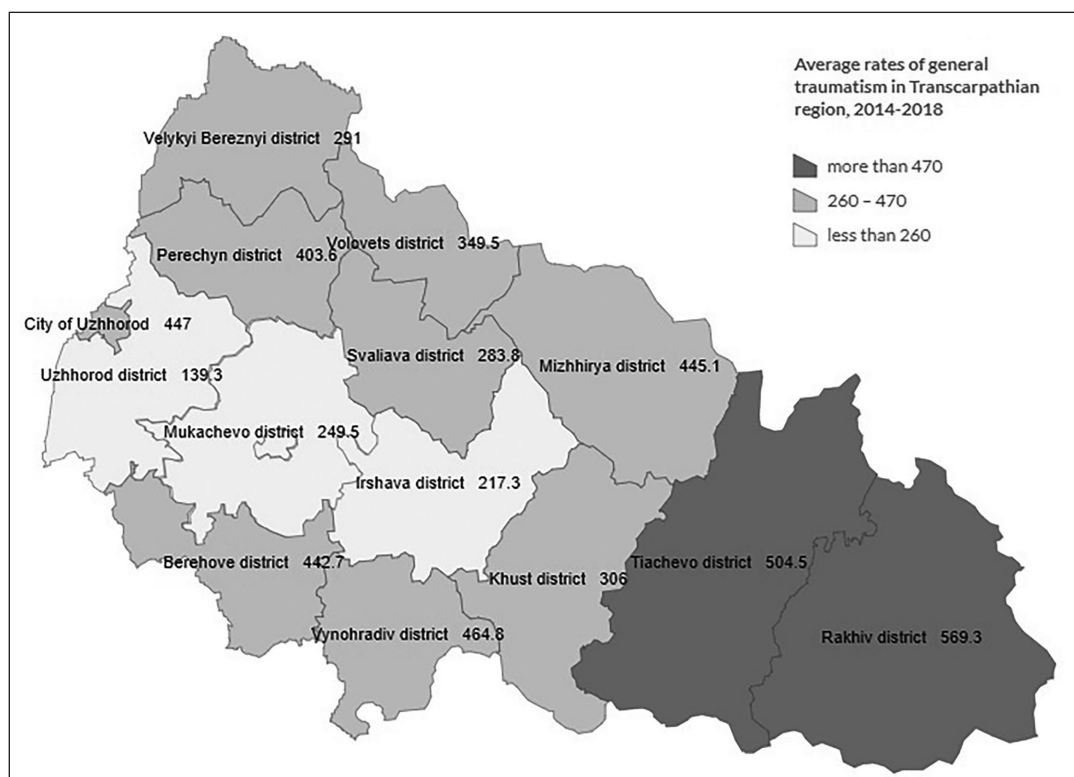 Average rates of general
traumatism in Transcarpathian
region, 2014-2018
more than 470
260 – 470
less than 260
Velykyi Bereznyi district 291
Volovets district 349.5
Perechyn district 403.6
City of Uzhhorod 447
Svaliava district 283.8
Mizhhirya district 445.1
Uzhhorod district 139.3
Mukachevo district 249.5
Irshava district 217.3
Berehove district 442.7
Tiachevo district 504.5
Khust district 306
Vynohradiv district 464.8
Rakhiv district 569.3